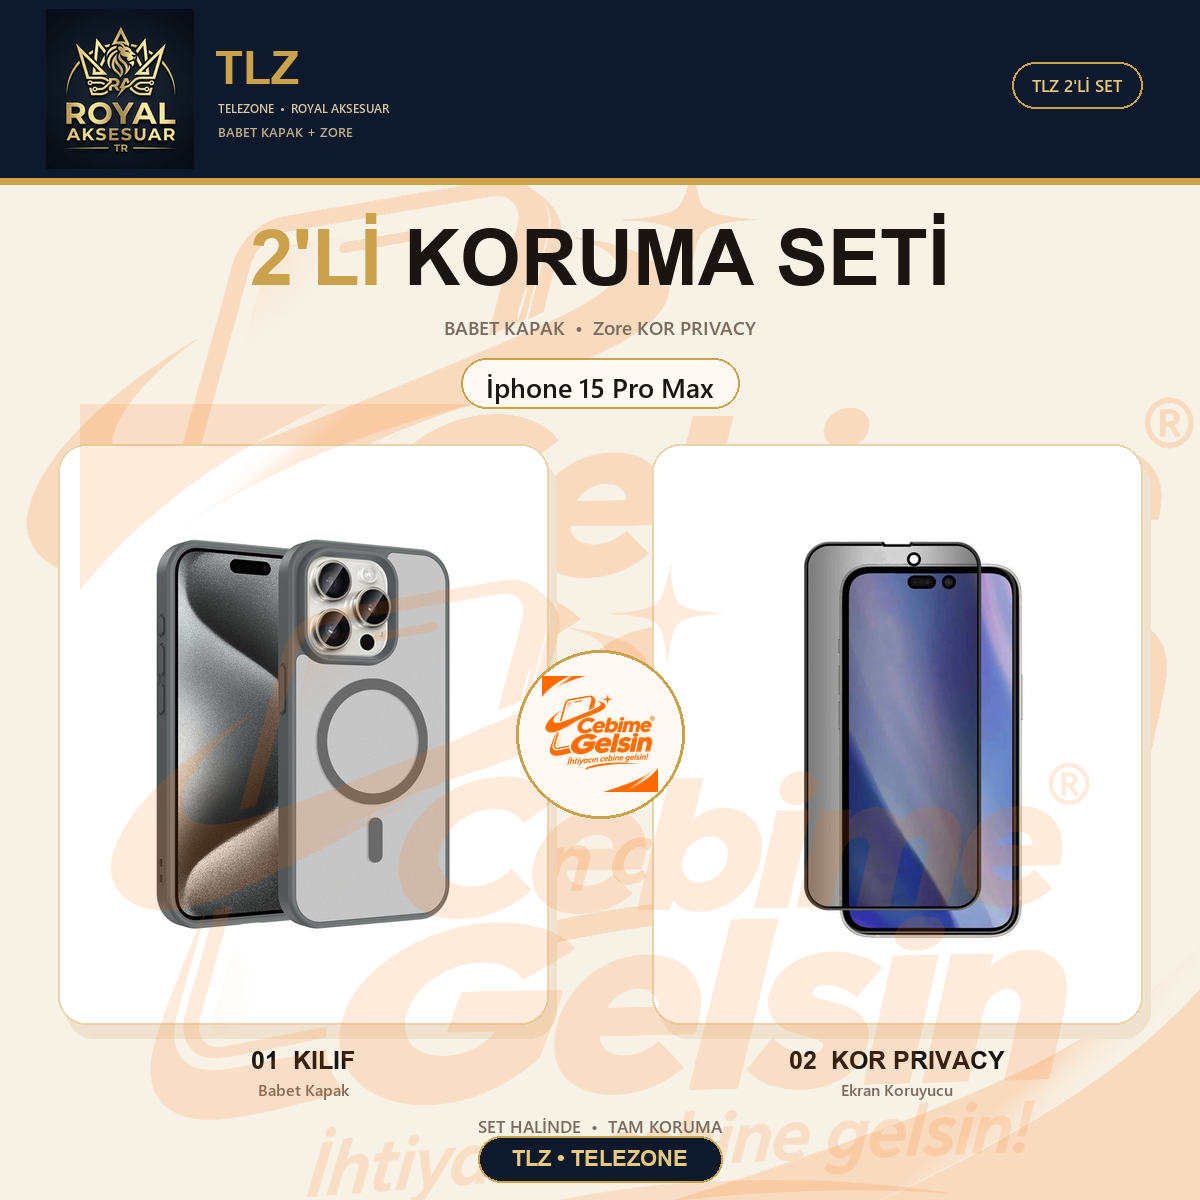 ROYAL
AKSESUAR
TR
TLZ
TELEZONE • ROYAL AKSESUAR
BABET KAPAK + ZORE
TLZ 2'Lİ SET
2'Lİ KORUMA SETİ
BABET KAPAK • Zore KOR PRIVACY
İphone 15 Pro Max
Cebime
Gelsin
İhtiyacın cebine gelsin!
Cebime®
Gelsin
01 KILIF
Babet Kapak
02 KOR PRIVACY
Ekran Koruyucu
SET HALİNDE • TAM KORUMA
TLZ • TELEZONE